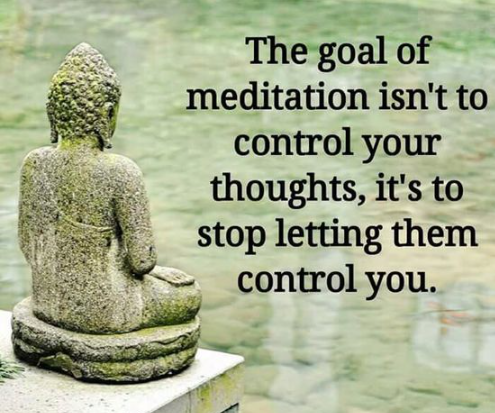 The goal of
meditation isn't to
control your
thoughts, it's to
stop letting them
control you.